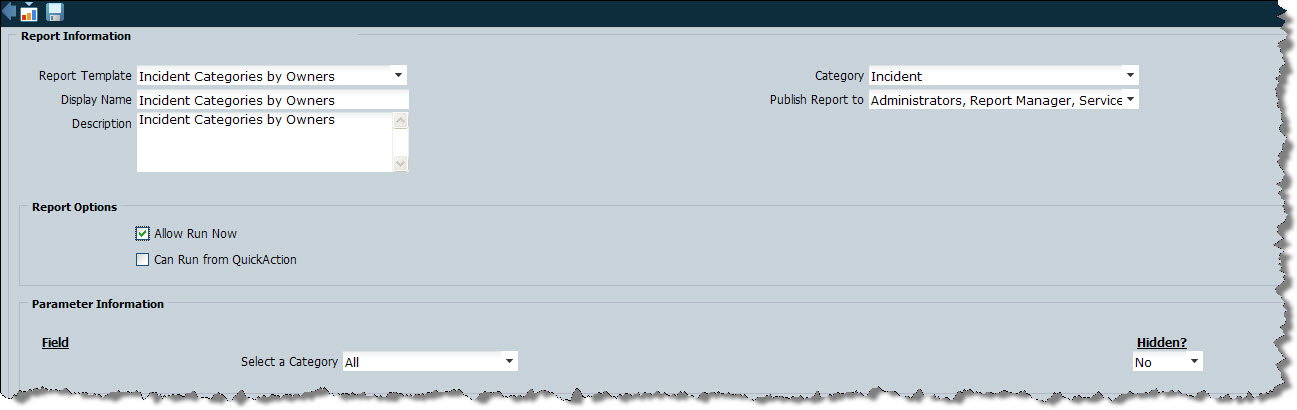 Report Information
Report Template Incident Categories by Owners Category Incident
Display Name Incident Categories by Owners Publish Report to Administrators, Report Manager, Service
Description Incident Categories by Owners
Report Options
Allow Run Now
Can Run from QuickAction
Parameter Information
Field Hidden?
Select a Category All No